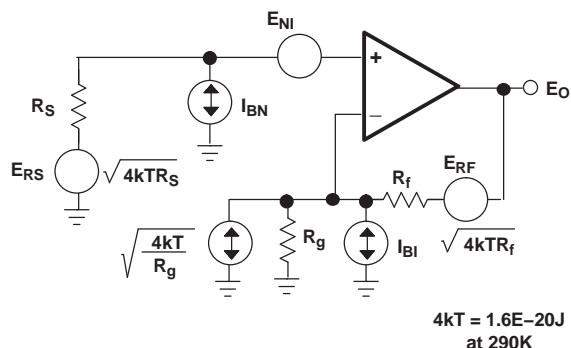 E_NI
+
R_S
I_BN
E_O
−
E_RS
√4kTR_S
R_f
E_RF
√(4kT/R_g)
R_g
I_BI
√4kTR_f
4kT = 1.6E−20J
at 290K